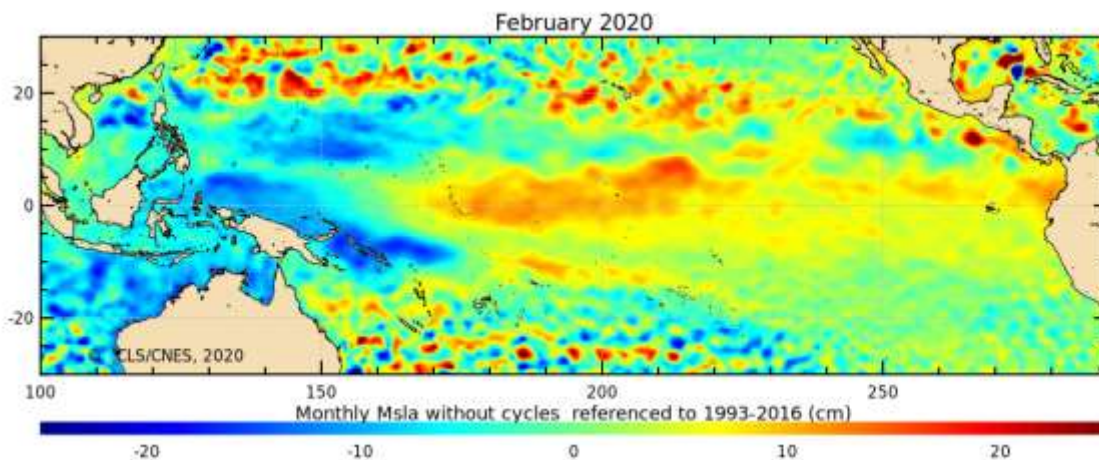 February 2020
20
0
-20
CLS/CNES, 2020
100 150 200 250
Monthly Msla without cycles referenced to 1993-2016 (cm)
-20 -10 0 10 20